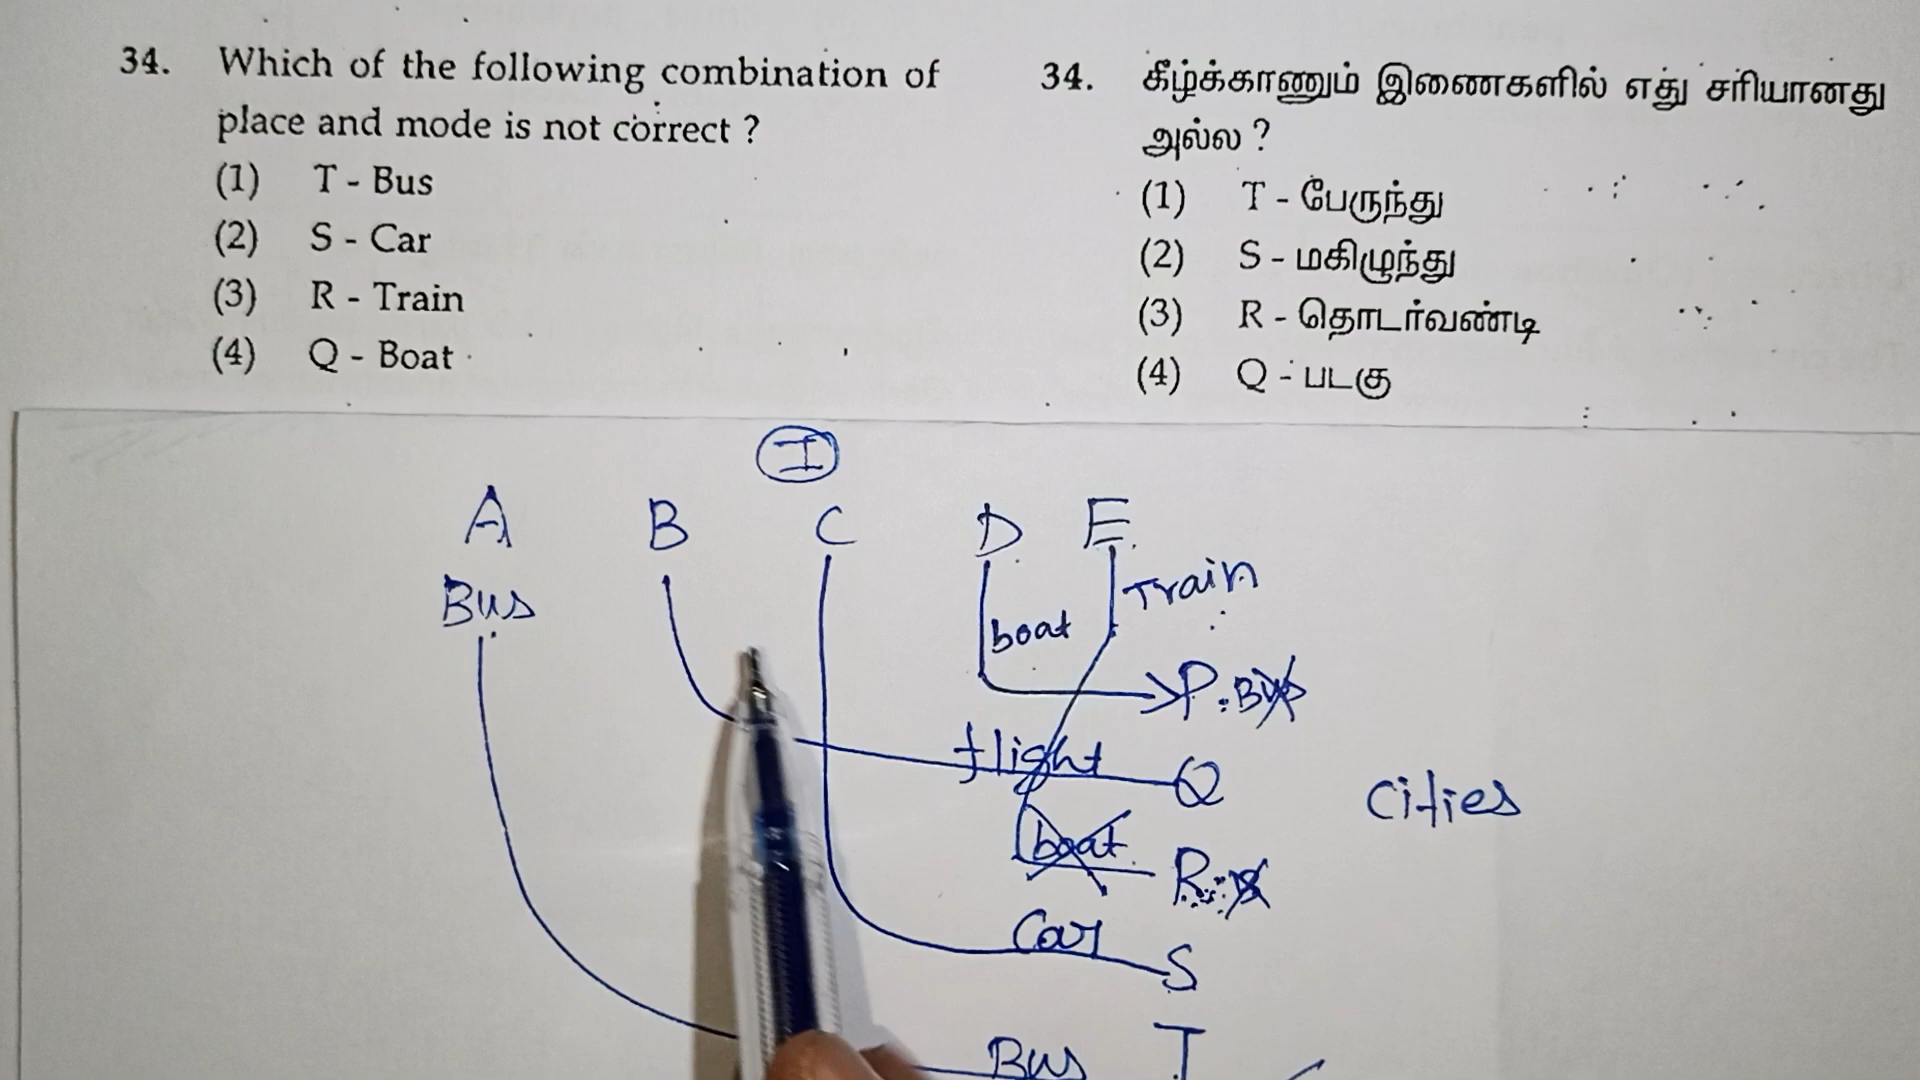 34. Which of the following combination of
place and mode is not correct ?
(1) T - Bus
(2) S - Car
(3) R - Train
(4) Q - Boat
34. கீழ்க்காணும் இணைகளில் எது சரியானது
அல்ல ?
(1) T - பேருந்து
(2) S - மகிழுந்து
(3) R - தொடர்வண்டி
(4) Q - படகு
I
A B C D E
Bus
Train
boat
P. Bus
flight Q
Cities
boat R
Car S
Bus T